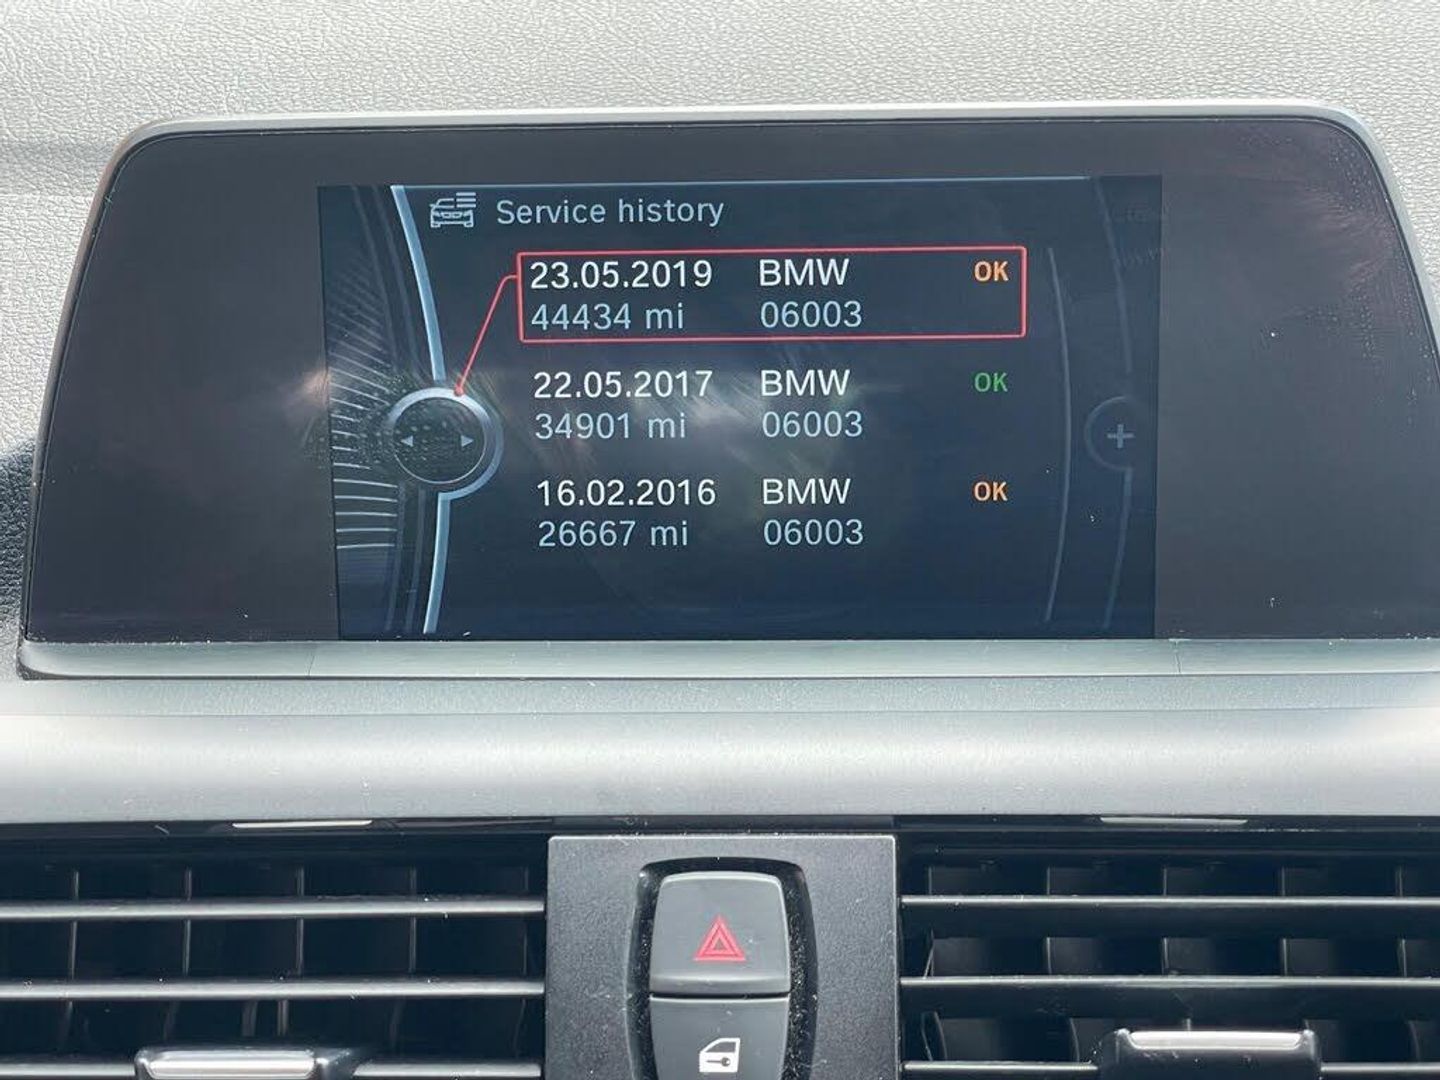 Service history
23.05.2019 BMW OK
44434 mi 06003
22.05.2017 BMW OK
34901 mi 06003
16.02.2016 BMW OK
26667 mi 06003